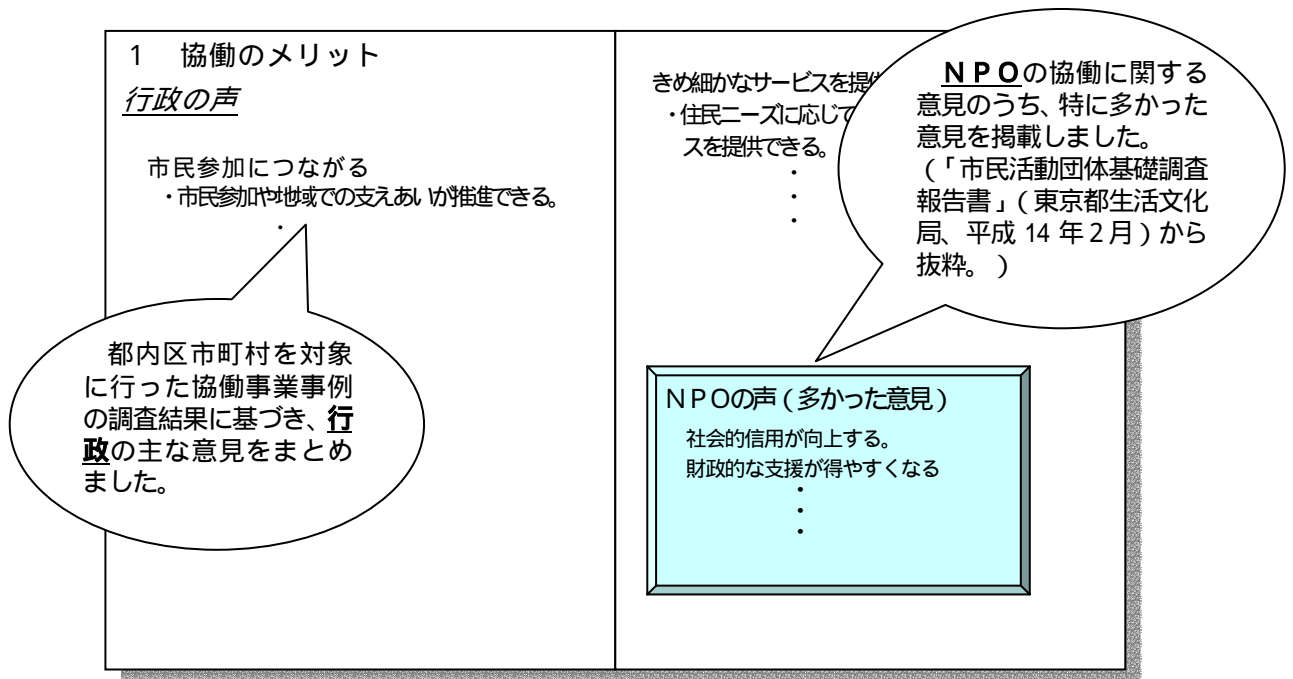 1　協働のメリット
行政の声
市民参加につながる
・市民参加や地域での支えあいが推進できる。
・
都内区市町村を対象
に行った協働事業事例
の調査結果に基づき、行
政の主な意見をまとめ
ました。
きめ細かなサービスを提供
・住民ニーズに応じて
スを提供できる。
・
・
・
ＮＰＯの協働に関する
意見のうち、特に多かった
意見を掲載しました。
（「市民活動団体基礎調査
報告書」（東京都生活文化
局、平成 14 年２月）から
抜粋。）
ＮＰＯの声（多かった意見）
社会的信用が向上する。
財政的な支援が得やすくなる
・
・
・